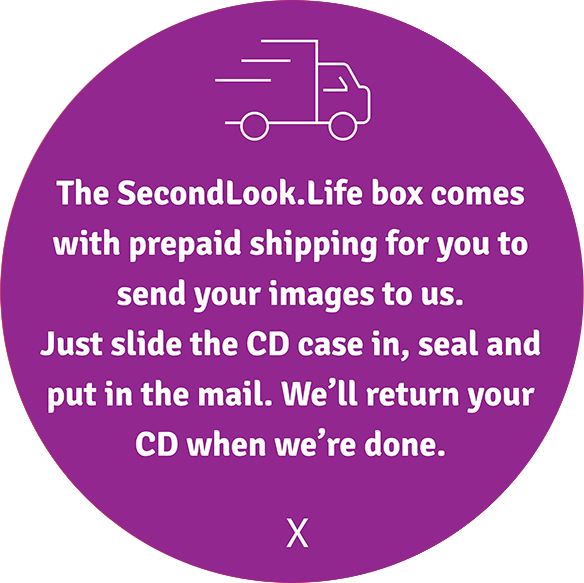 The SecondLook.Life box comes
with prepaid shipping for you to
send your images to us.
Just slide the CD case in, seal and
put in the mail. We’ll return your
CD when we’re done.
X